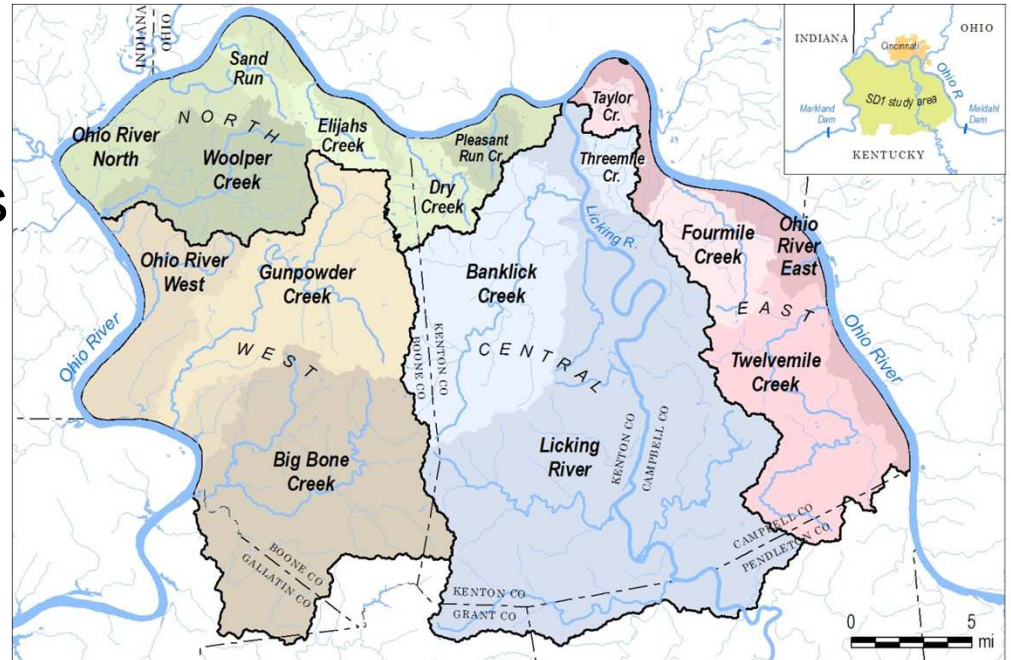 S
INDIANA
OHIO
INDIANA
OHIO
Cincinnati
Ohio R
SD1 study area
Markland
Dam
Meldahl
Dam
KENTUCKY
Sand
Run
NORTH
Ohio River
North
Woolper
Creek
Elijahs
Creek
Pleasant
Run Cr.
Dry
Creek
Taylor
Cr.
Threemile
Cr.
Licking R.
Ohio River
West
Gunpowder
Creek
Banklick
Creek
Fourmile
Creek
Ohio
River
East
EAST
Ohio River
WEST
KENTON CO
BOONE CO
CENTRAL
Twelvemile
Creek
Ohio River
Big Bone
Creek
Licking
River
KENTON CO
CAMPBELL CO
BOONE CO
GALLATIN CO
CAMPBELL CO
PENDLETON CO
KENTON CO
GRANT CO
0 5
mi